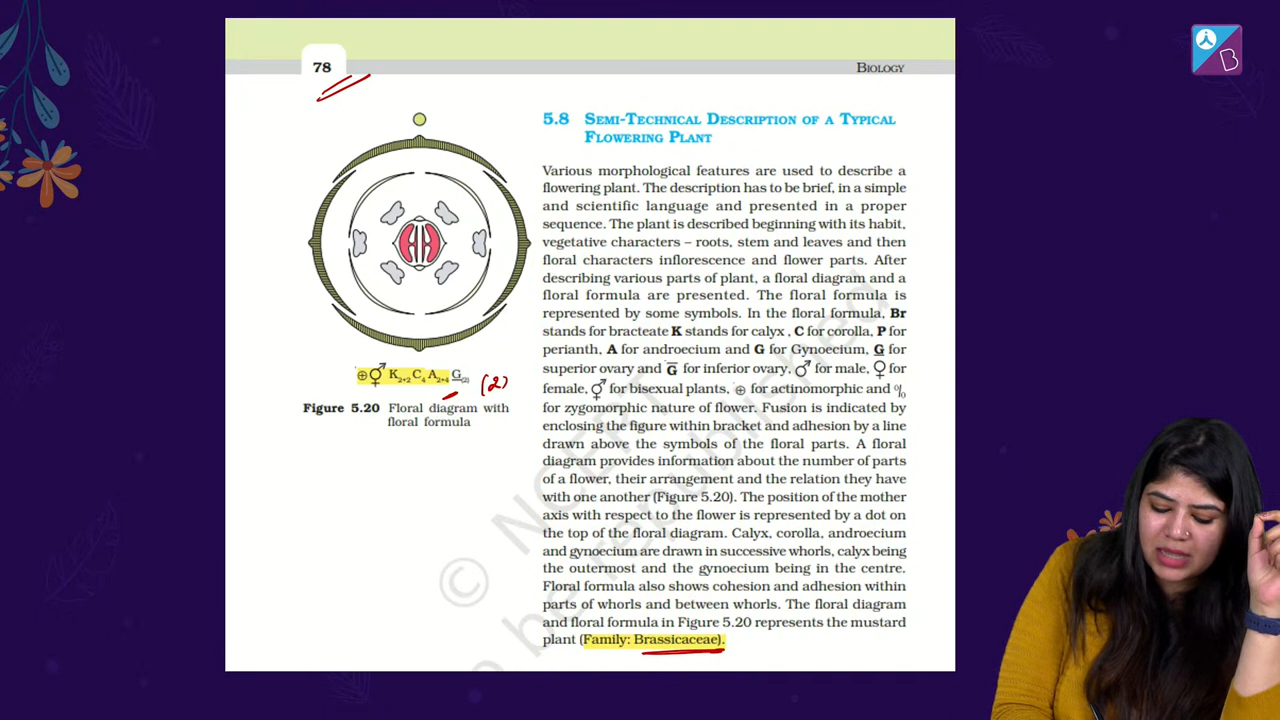 78
BIOLOGY
5.8 SEMI-TECHNICAL DESCRIPTION OF A TYPICAL
FLOWERING PLANT
Various morphological features are used to describe a
flowering plant. The description has to be brief, in a simple
and scientific language and presented in a proper
sequence. The plant is described beginning with its habit,
vegetative characters – roots, stem and leaves and then
floral characters inflorescence and flower parts. After
describing various parts of plant, a floral diagram and a
floral formula are presented. The floral formula is
represented by some symbols. In the floral formula, Br
stands for bracteate K stands for calyx , C for corolla, P for
perianth, A for androecium and G for Gynoecium, G̲ for
superior ovary and G̅ for inferior ovary, ♂ for male, ♀ for
female, ⚥ for bisexual plants, ⊕ for actinomorphic and %
for zygomorphic nature of flower. Fusion is indicated by
enclosing the figure within bracket and adhesion by a line
drawn above the symbols of the floral parts. A floral
diagram provides information about the number of parts
of a flower, their arrangement and the relation they have
with one another (Figure 5.20). The position of the mother
axis with respect to the flower is represented by a dot on
the top of the floral diagram. Calyx, corolla, androecium
and gynoecium are drawn in successive whorls, calyx being
the outermost and the gynoecium being in the centre.
Floral formula also shows cohesion and adhesion within
parts of whorls and between whorls. The floral diagram
and floral formula in Figure 5.20 represents the mustard
plant (Family: Brassicaceae).
⊕ ⚥ K₂₊₂ C₄ A₂₊₄ G̲₍₂₎ (2)
Figure 5.20 Floral diagram with
floral formula
© NCERT
be republished
B